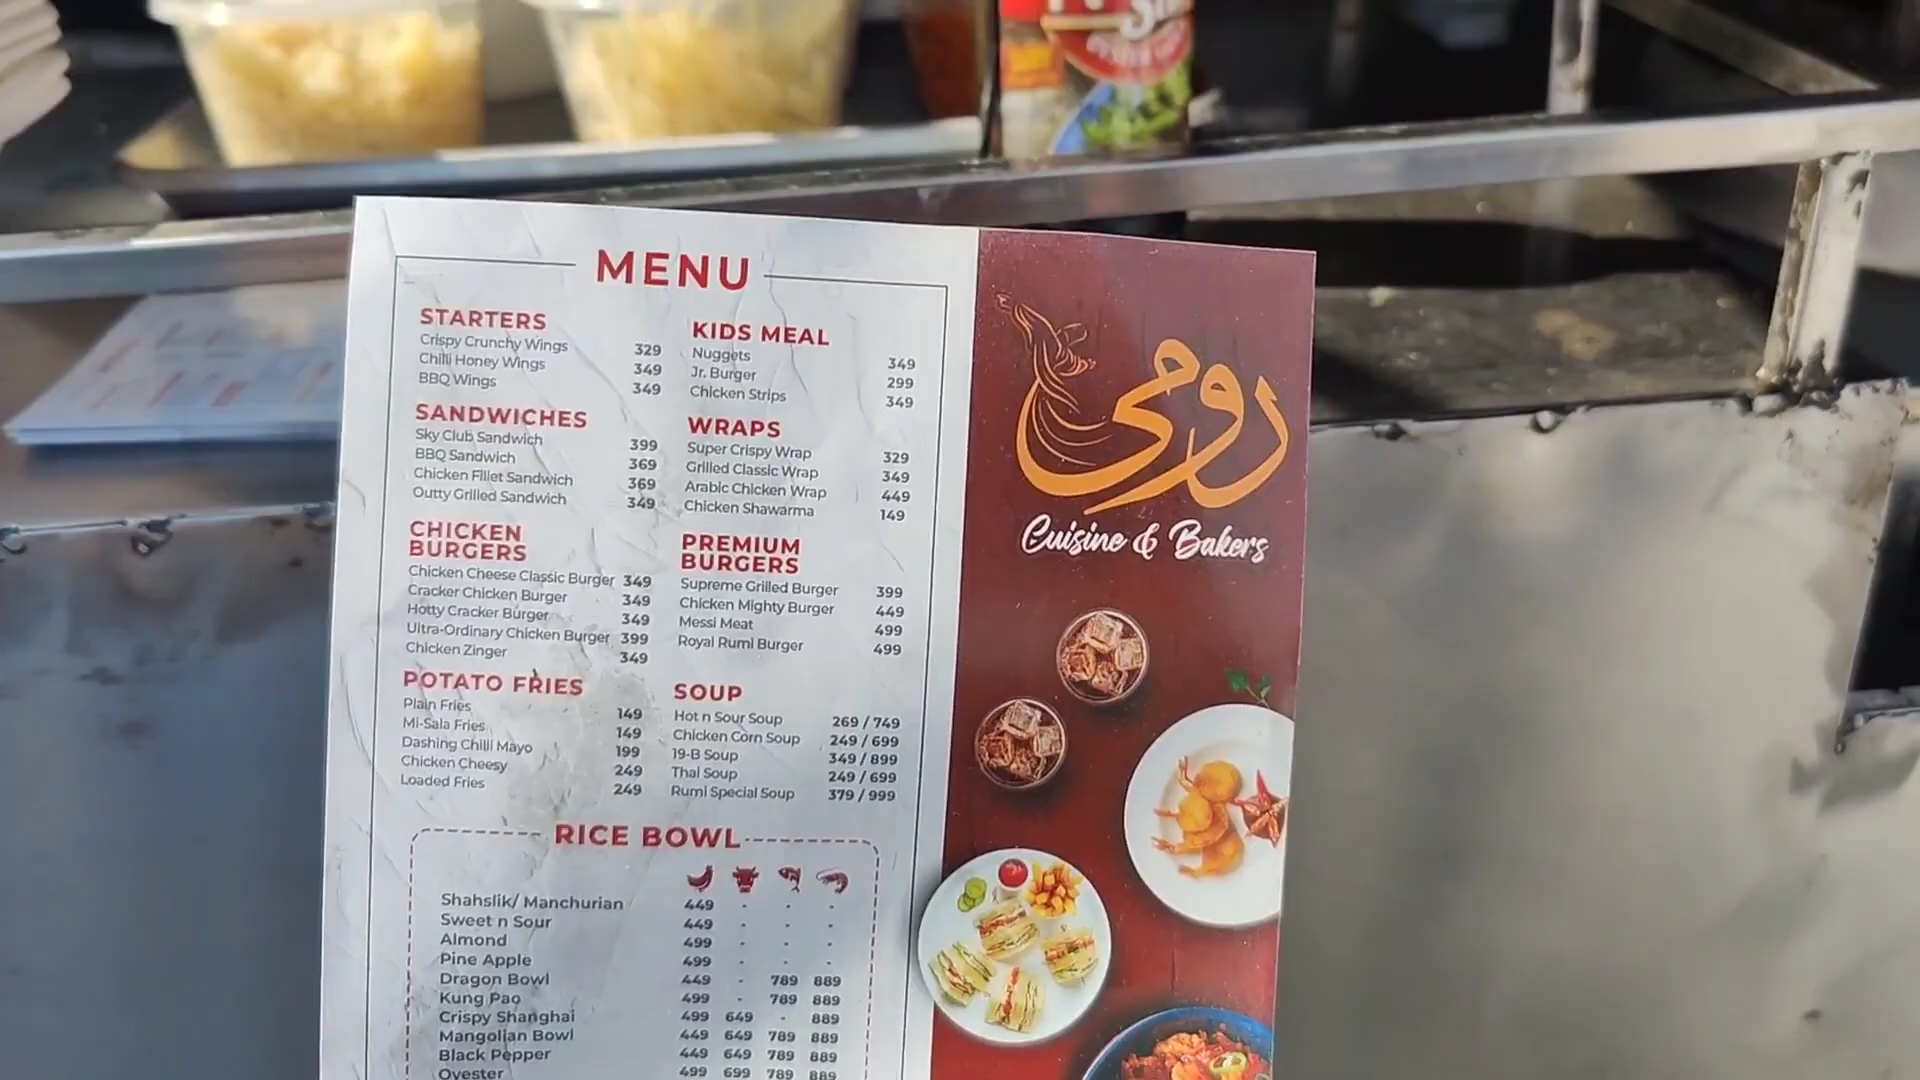 MENU
STARTERS
Crispy Crunchy Wings 329
Chilli Honey Wings 349
BBQ Wings 349
SANDWICHES
Sky Club Sandwich 399
BBQ Sandwich 369
Chicken Fillet Sandwich 369
Outty Grilled Sandwich 349
CHICKEN
BURGERS
Chicken Cheese Classic Burger 349
Cracker Chicken Burger 349
Hotty Cracker Burger 349
Ultra-Ordinary Chicken Burger 399
Chicken Zinger 349
POTATO FRIES
Plain Fries 149
Mi-Sala Fries 149
Dashing Chilli Mayo 199
Chicken Cheesy 249
Loaded Fries 249
KIDS MEAL
Nuggets 349
Jr. Burger 299
Chicken Strips 349
WRAPS
Super Crispy Wrap 329
Grilled Classic Wrap 349
Arabic Chicken Wrap 449
Chicken Shawarma 149
PREMIUM
BURGERS
Supreme Grilled Burger 399
Chicken Mighty Burger 449
Messi Meat 499
Royal Rumi Burger 499
SOUP
Hot n Sour Soup 269 / 749
Chicken Corn Soup 249 / 699
19-B Soup 349 / 899
Thai Soup 249 / 699
Rumi Special Soup 379 / 999
RICE BOWL
Shahslik/ Manchurian 449 - - -
Sweet n Sour 449 - - -
Almond 499 - - -
Pine Apple 499 - - -
Dragon Bowl 449 - 789 889
Kung Pao 499 - 789 889
Crispy Shanghai 499 649 - 889
Mangolian Bowl 449 649 789 889
Black Pepper 449 649 789 889
Oyester 499 699 789 889
رومی
Cuisine & Bakers